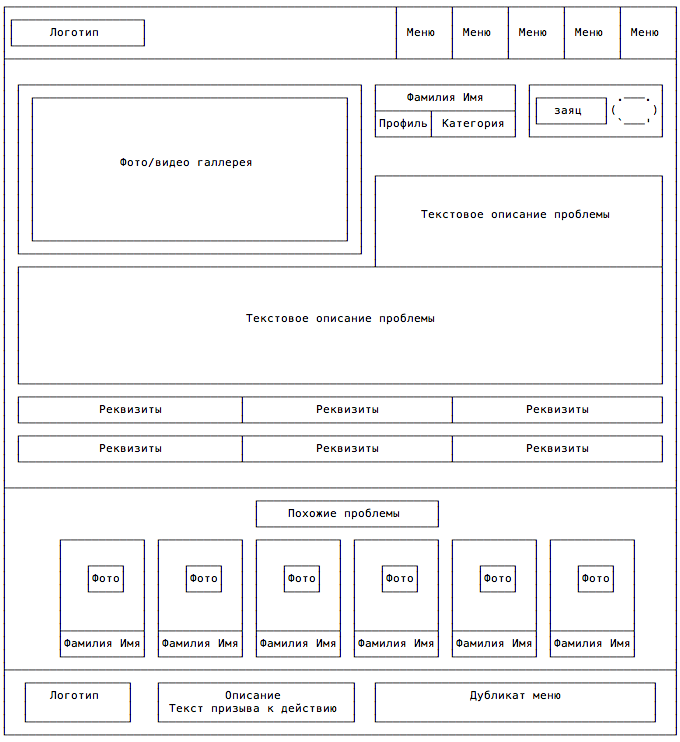 Логотип
Меню Меню Меню Меню Меню
Фамилия Имя
Профиль Категория
заяц
Фото/видео галлерея
Текстовое описание проблемы
Текстовое описание проблемы
Реквизиты Реквизиты Реквизиты
Реквизиты Реквизиты Реквизиты
Похожие проблемы
Фото Фото Фото Фото Фото Фото
Фамилия Имя Фамилия Имя Фамилия Имя Фамилия Имя Фамилия Имя Фамилия Имя
Логотип
Описание
Текст призыва к действию
Дубликат меню